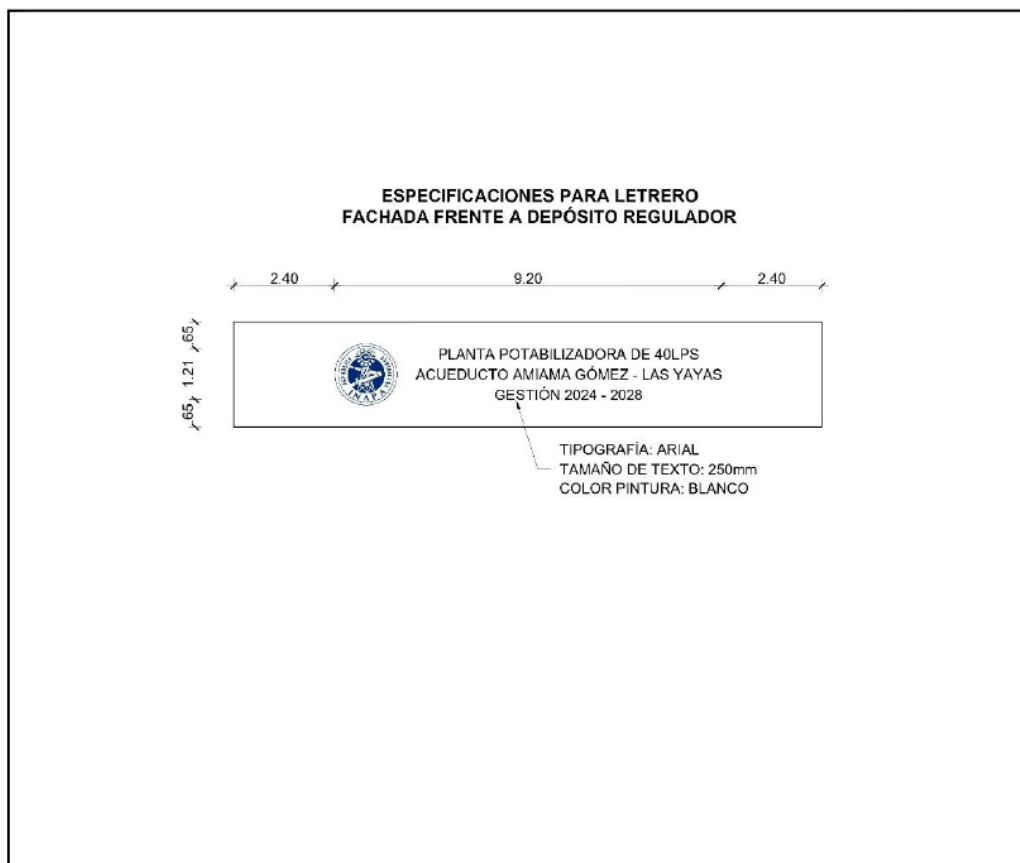 ESPECIFICACIONES PARA LETRERO
FACHADA FRENTE A DEPÓSITO REGULADOR
2.40 9.20 2.40
.65
1.21
.65
PLANTA POTABILIZADORA DE 40LPS
ACUEDUCTO AMIAMA GÓMEZ - LAS YAYAS
GESTIÓN 2024 - 2028
INAPA
TIPOGRAFÍA: ARIAL
TAMAÑO DE TEXTO: 250mm
COLOR PINTURA: BLANCO